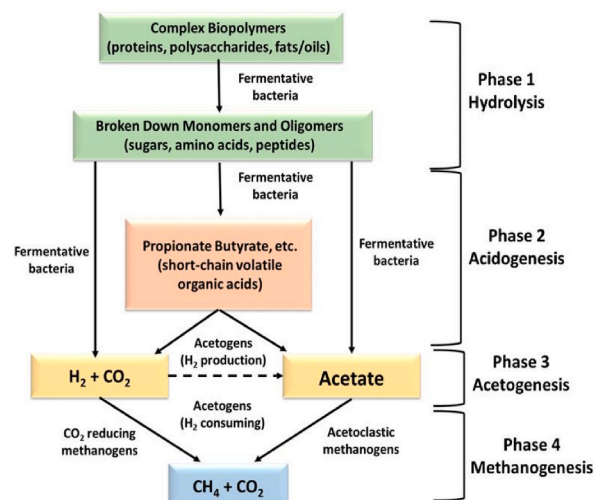 Complex Biopolymers
(proteins, polysaccharides, fats/oils)
Fermentative
bacteria
Phase 1
Hydrolysis
Broken Down Monomers and Oligomers
(sugars, amino acids, peptides)
Fermentative
bacteria
Fermentative
bacteria
Propionate Butyrate, etc.
(short-chain volatile
organic acids)
Fermentative
bacteria
Phase 2
Acidogenesis
Acetogens
(H₂ production)
H₂ + CO₂
Acetate
Phase 3
Acetogenesis
Acetogens
(H₂ consuming)
CO₂ reducing
methanogens
Acetoclastic
methanogens
CH₄ + CO₂
Phase 4
Methanogenesis